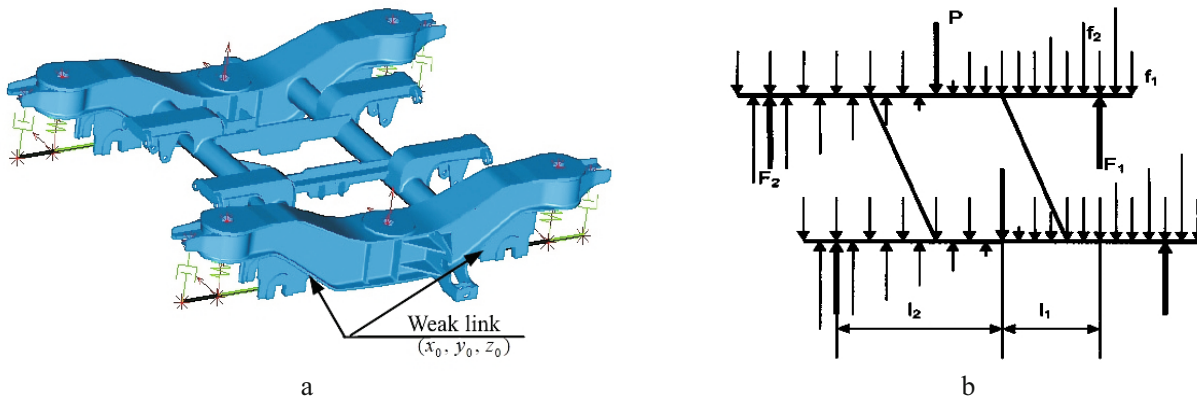 Weak link
(x₀, y₀, z₀)
a
P
f₂
f₁
F₂
F₁
l₂
l₁
b